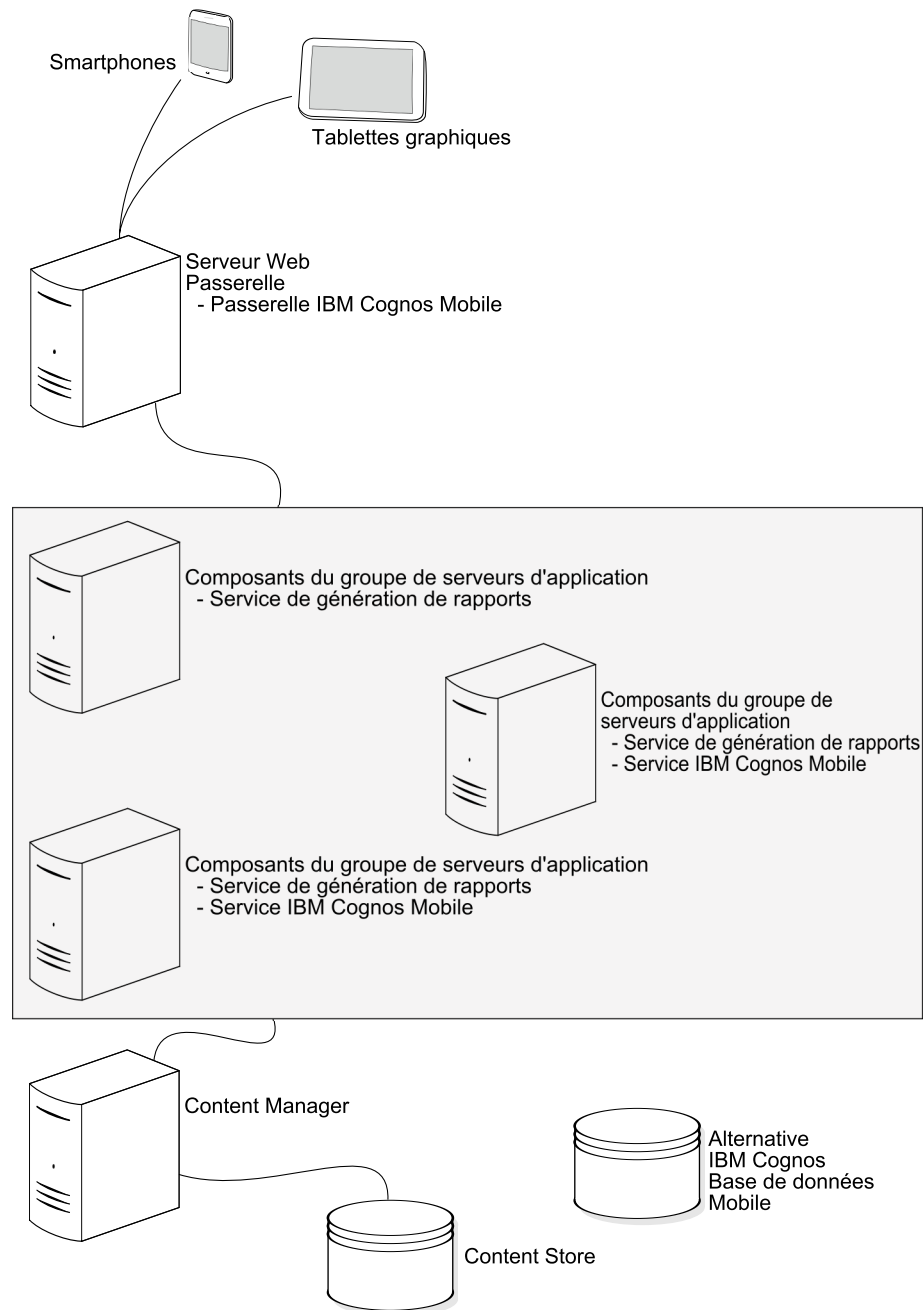 Smartphones
Tablettes graphiques
Serveur Web
Passerelle
- Passerelle IBM Cognos Mobile
Composants du groupe de serveurs d'application
- Service de génération de rapports
Composants du groupe de
serveurs d'application
- Service de génération de rapports
- Service IBM Cognos Mobile
Composants du groupe de serveurs d'application
- Service de génération de rapports
- Service IBM Cognos Mobile
Content Manager
Alternative
IBM Cognos
Base de données
Mobile
Content Store